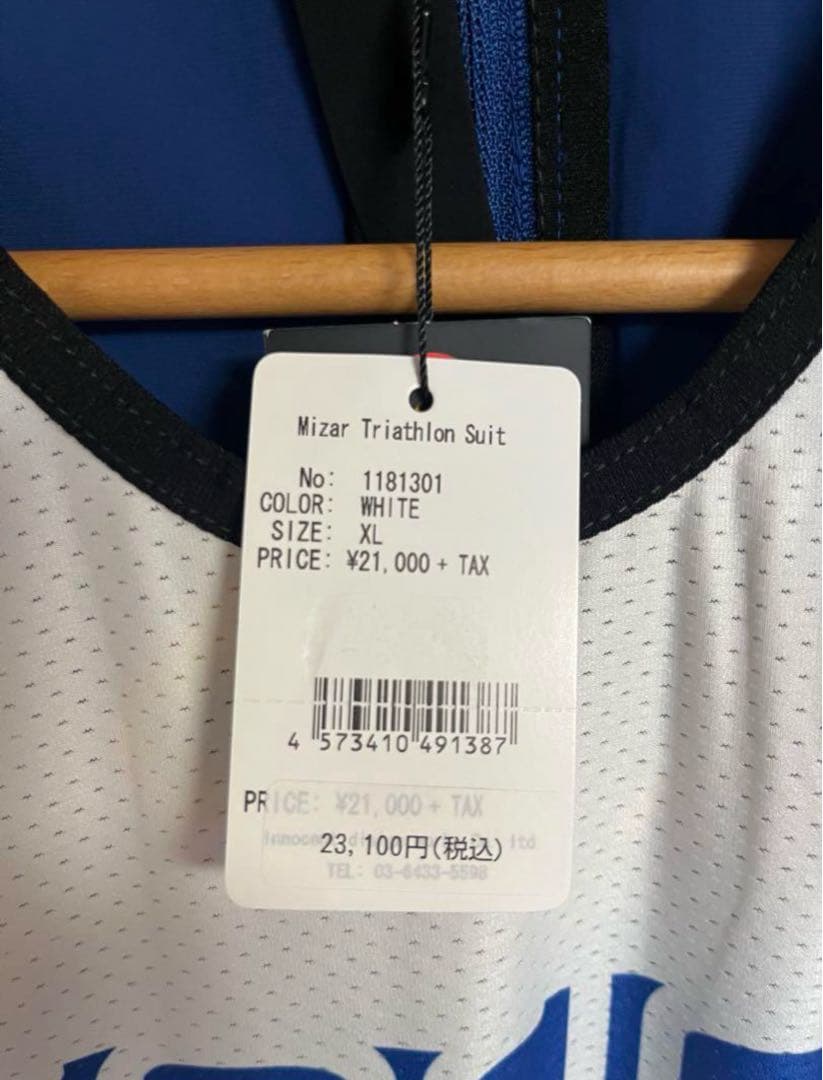 Mizar Triathlon Suit
No: 1181301
COLOR: WHITE
SIZE: XL
PRICE: ¥21,000 + TAX
4 573410 491387
PRICE: ¥21,000 + TAX
ltd
23,100円(税込)
TEL: 03-6433-5598